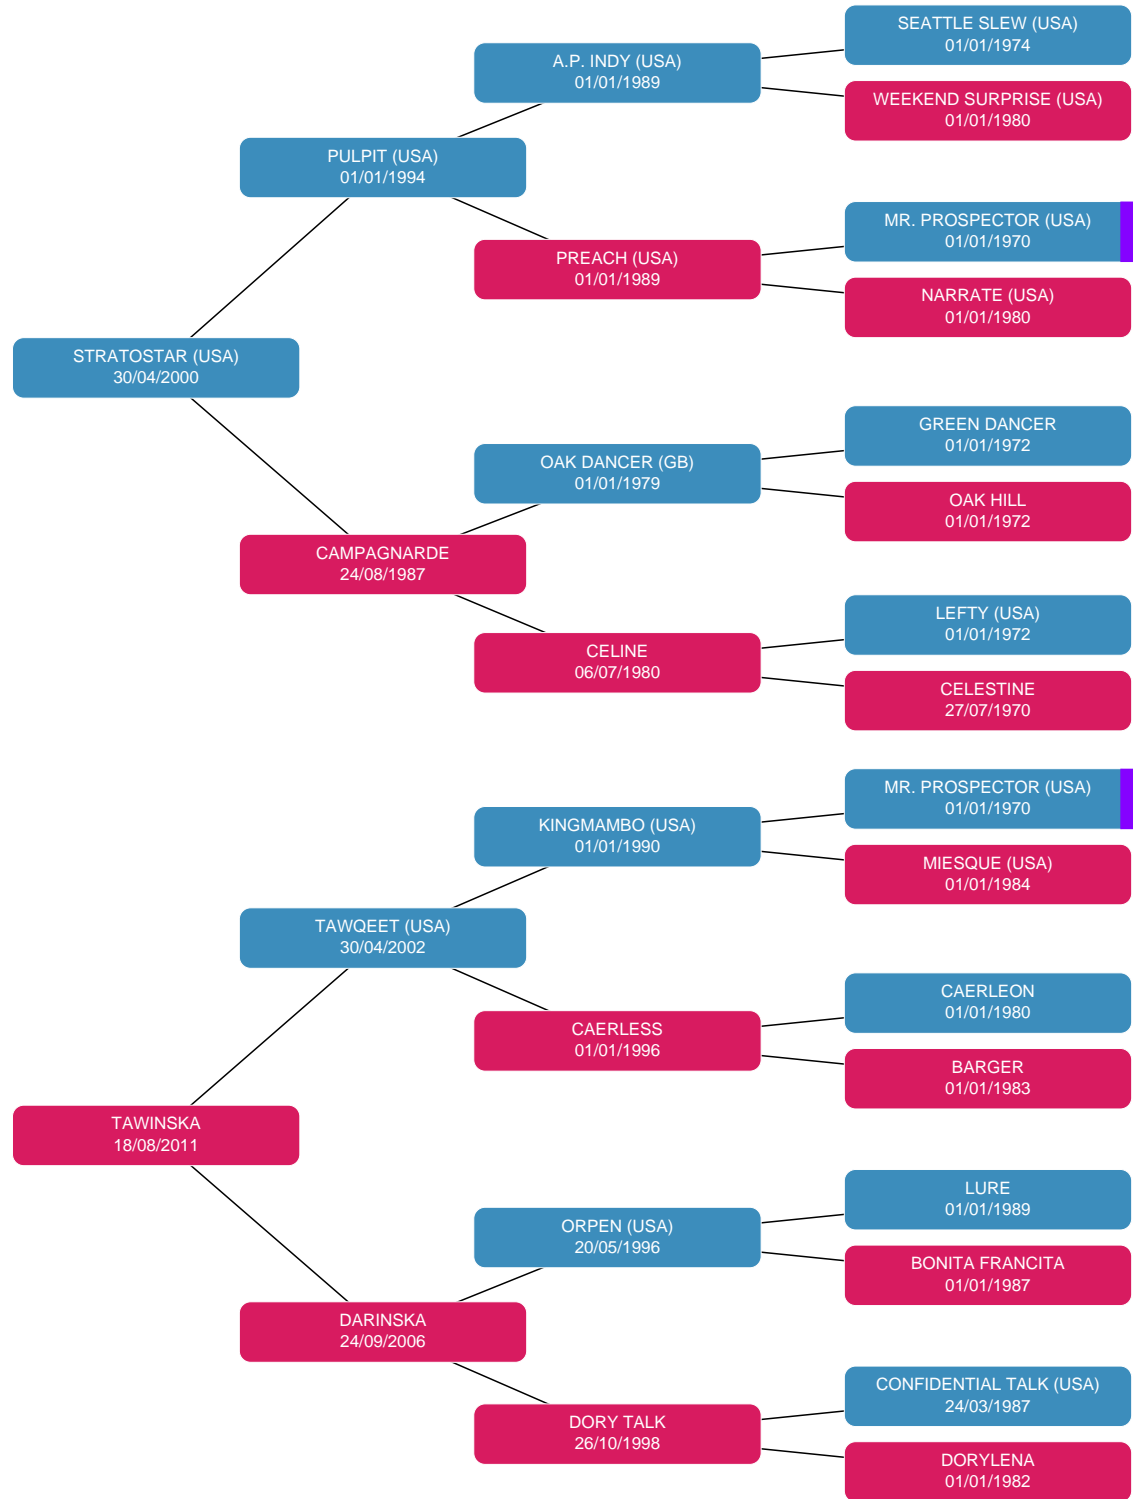 SEATTLE SLEW (USA)
01/01/1974
A.P. INDY (USA)
01/01/1989
WEEKEND SURPRISE (USA)
01/01/1980
PULPIT (USA)
01/01/1994
MR. PROSPECTOR (USA)
01/01/1970
PREACH (USA)
01/01/1989
NARRATE (USA)
01/01/1980
STRATOSTAR (USA)
30/04/2000
GREEN DANCER
01/01/1972
OAK DANCER (GB)
01/01/1979
OAK HILL
01/01/1972
CAMPAGNARDE
24/08/1987
LEFTY (USA)
01/01/1972
CELINE
06/07/1980
CELESTINE
27/07/1970
MR. PROSPECTOR (USA)
01/01/1970
KINGMAMBO (USA)
01/01/1990
MIESQUE (USA)
01/01/1984
TAWQEET (USA)
30/04/2002
CAERLEON
01/01/1980
CAERLESS
01/01/1996
BARGER
01/01/1983
TAWINSKA
18/08/2011
LURE
01/01/1989
ORPEN (USA)
20/05/1996
BONITA FRANCITA
01/01/1987
DARINSKA
24/09/2006
CONFIDENTIAL TALK (USA)
24/03/1987
DORY TALK
26/10/1998
DORYLENA
01/01/1982